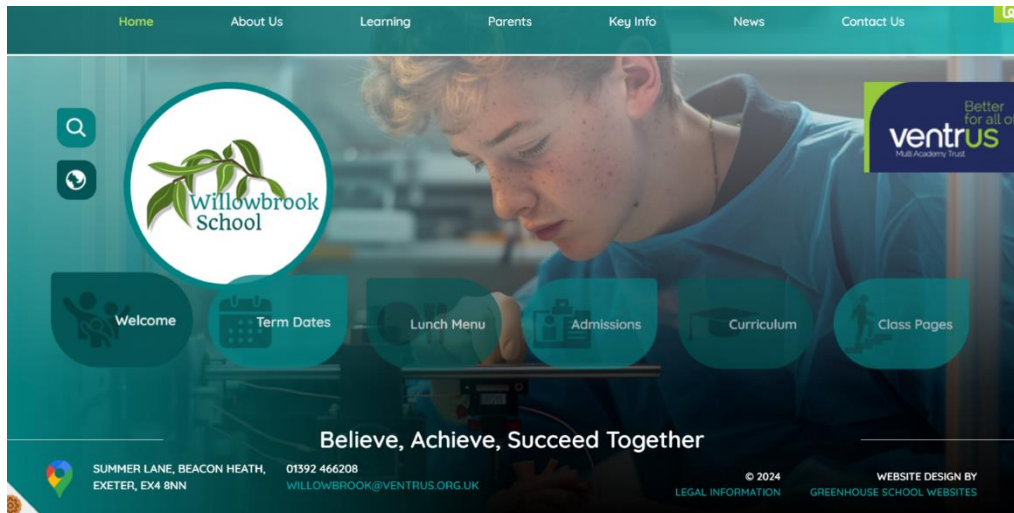 Home About Us Learning Parents Key Info News Contact Us
Better
for all of
ventrus
Multi Academy Trust
Willowbrook
School
Welcome Term Dates Lunch Menu Admissions Curriculum Class Pages
Believe, Achieve, Succeed Together
SUMMER LANE, BEACON HEATH,
EXETER, EX4 8NN
01392 466208
WILLOWBROOK@VENTRUS.ORG.UK
© 2024
LEGAL INFORMATION
WEBSITE DESIGN BY
GREENHOUSE SCHOOL WEBSITES